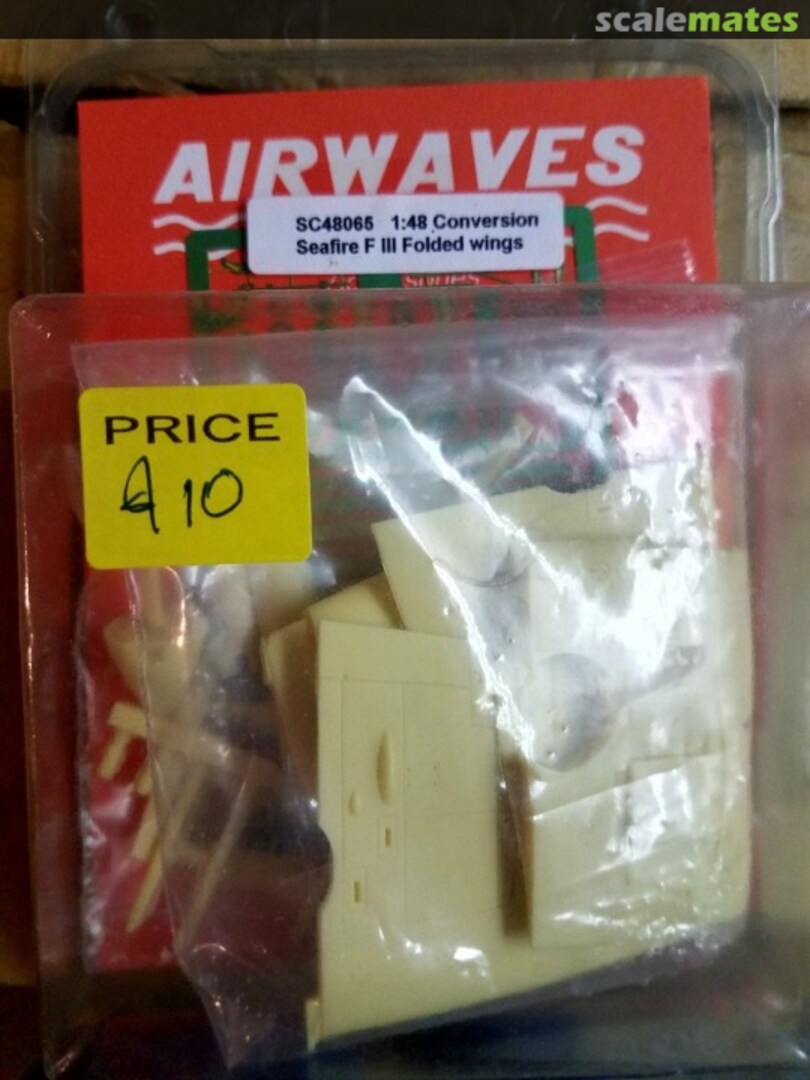 scalemates
AIRWAVES
SC48065 1:48 Conversion
Seafire F III Folded wings
PRICE
£10